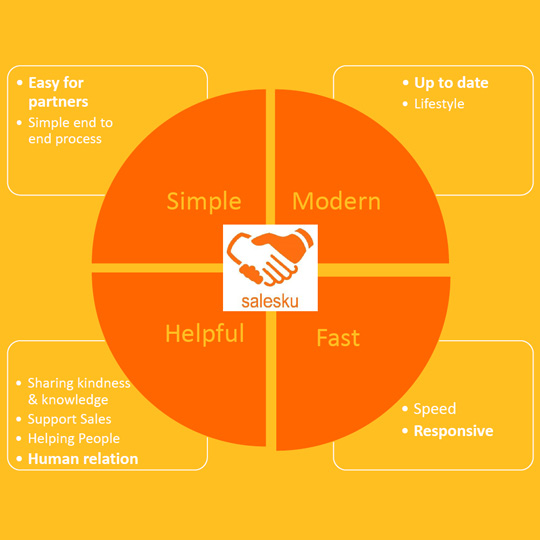 • Easy for
partners
• Simple end to
end process
• Up to date
• Lifestyle
Simple
Modern
salesku
Helpful
Fast
• Sharing kindness
& knowledge
• Support Sales
• Helping People
• Human relation
• Speed
• Responsive